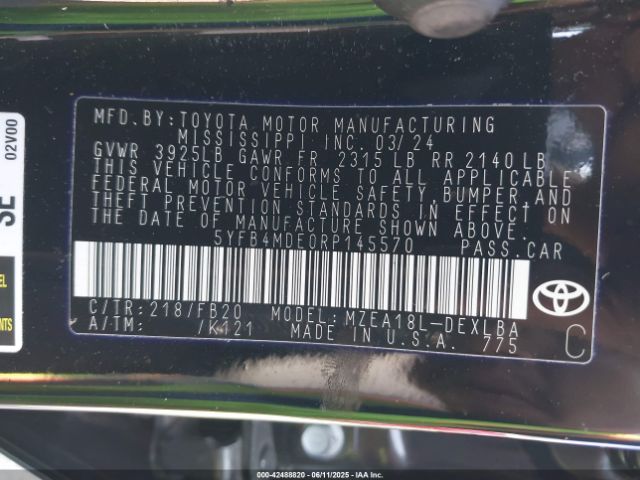 MFD. BY: TOYOTA MOTOR MANUFACTURING
MISSISSIPPI INC. 03/24
GVWR 3925LB GAWR FR 2315 LB RR 2140 LB
THIS VEHICLE CONFORMS TO ALL APPLICABLE
FEDERAL MOTOR VEHICLE SAFETY, BUMPER, AND
THEFT PREVENTION STANDARDS IN EFFECT ON
THE DATE OF MANUFACTURE SHOWN ABOVE.
5YFB4MDE0RP145570 PASS.CAR
C/TR: 218/FB20 MODEL: MZEA18L-DEXLBA
A/TM: /K121 MADE IN U.S.A. 775
C
02V00
SE
000-42488820 - 06/11/2025 - IAA Inc.